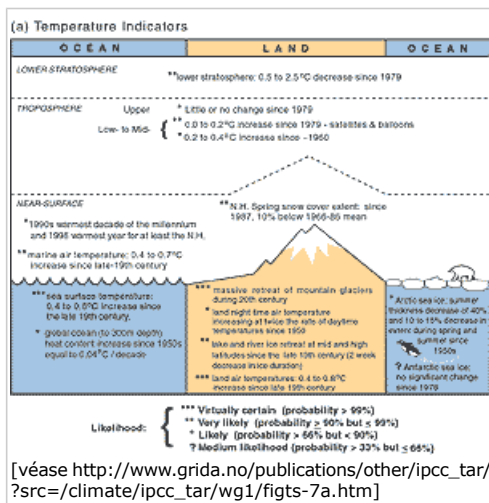 (a) Temperature Indicators
OCEAN LAND OCEAN
LOWER STRATOSPHERE
**lower stratosphere: 0.5 to 2.5°C decrease since 1979
TROPOSPHERE Upper * Little or no change since 1979
Low- to Mid- { ** 0.0 to 0.2°C increase since 1979 - satellites & balloons
* 0.2 to 0.4°C increase since ~1960
NEAR-SURFACE
**N.H. Spring snow cover extent: since
1987, 10% below 1966-86 mean
*1990s warmest decade of the millennium
and 1998 warmest year for at least the N.H.
**marine air temperature: 0.4 to 0.7°C
increase since late-19th century
*** sea surface temperature:
0.4 to 0.8°C increase since
the late 19th century.
* global ocean (to 300m depth)
heat content increase since 1950s
equal to 0.04°C / decade
*** massive retreat of mountain glaciers
during 20th century
* land night time air temperature
increasing at twice the rate of daytime
temperatures since 1950
** lake and river ice retreat at mid and high
latitudes since the late 19th century (2 week
decrease in ice duration)
*** land air temperatures: 0.4 to 0.8°C
increase since late 19th century
* Arctic sea ice: summer
thickness decrease of 40%
and 10 to 15% decrease in
extent during spring and
summer since
1950s
? Antarctic sea ice:
no significant change
since 1978
Likelihood: { *** Virtually certain (probability > 99%)
** Very likely (probability ≥ 90% but ≤ 99%)
* Likely (probability > 66% but < 90%)
? Medium likelihood (probability > 33% but ≤ 66%)
[véase http://www.grida.no/publications/other/ipcc_tar/
?src=/climate/ipcc_tar/wg1/figts-7a.htm]